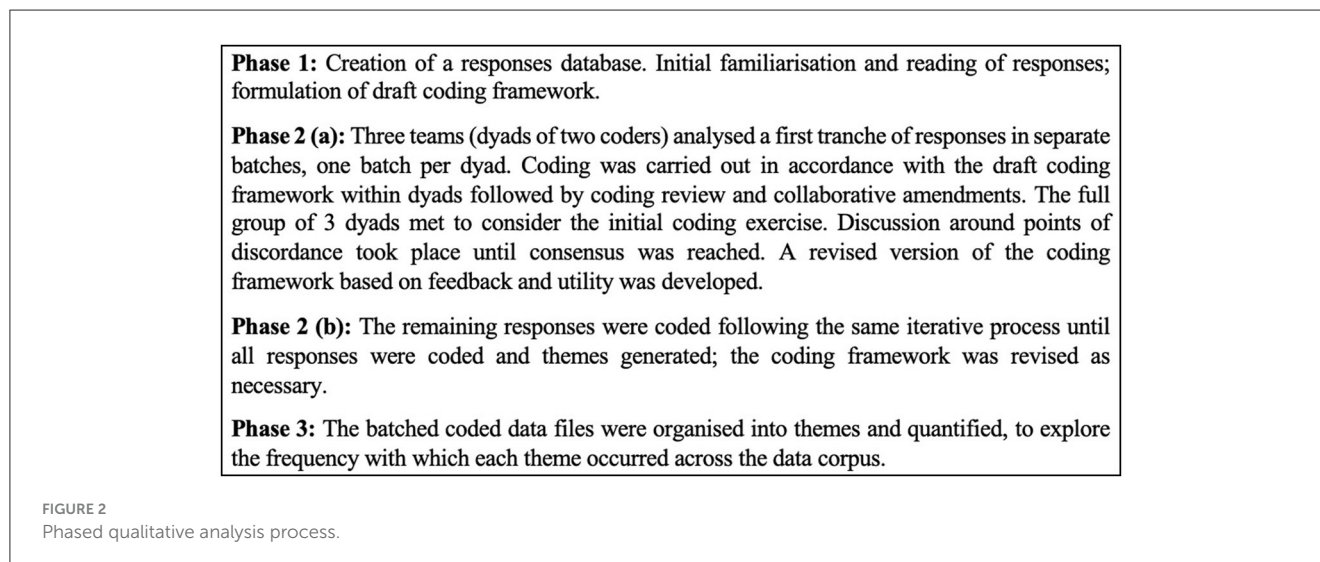 Phase 1: Creation of a responses database. Initial familiarisation and reading of responses;
formulation of draft coding framework.
Phase 2 (a): Three teams (dyads of two coders) analysed a first tranche of responses in separate
batches, one batch per dyad. Coding was carried out in accordance with the draft coding
framework within dyads followed by coding review and collaborative amendments. The full
group of 3 dyads met to consider the initial coding exercise. Discussion around points of
discordance took place until consensus was reached. A revised version of the coding
framework based on feedback and utility was developed.
Phase 2 (b): The remaining responses were coded following the same iterative process until
all responses were coded and themes generated; the coding framework was revised as
necessary.
Phase 3: The batched coded data files were organised into themes and quantified, to explore
the frequency with which each theme occurred across the data corpus.
FIGURE 2
Phased qualitative analysis process.